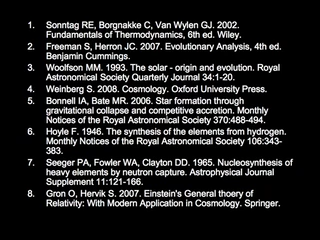 1. Sonntag RE, Borgnakke C, Van Wylen GJ. 2002.
Fundamentals of Thermodynamics, 6th ed. Wiley.
2. Freeman S, Herron JC. 2007. Evolutionary Analysis, 4th ed.
Benjamin Cummings.
3. Woolfson MM. 1993. The solar - origin and evolution. Royal
Astronomical Society Quarterly Journal 34:1-20.
4. Weinberg S. 2008. Cosmology. Oxford University Press.
5. Bonnell IA, Bate MR. 2006. Star formation through
gravitational collapse and competitive accretion. Monthly
Notices of the Royal Astronomical Society 370:488-494.
6. Hoyle F. 1946. The synthesis of the elements from hydrogen.
Monthly Notices of the Royal Astronomical Society 106:343-
383.
7. Seeger PA, Fowler WA, Clayton DD. 1965. Nucleosynthesis of
heavy elements by neutron capture. Astrophysical Journal
Supplement 11:121-166.
8. Gron O, Hervik S. 2007. Einstein's General thoery of
Relativity: With Modern Application in Cosmology. Springer.